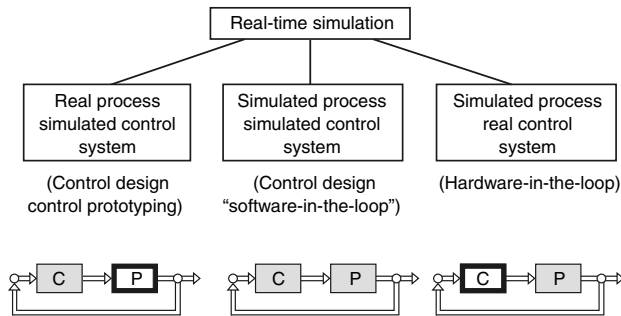 Real-time simulation
Real process
simulated control
system
Simulated process
simulated control
system
Simulated process
real control
system
(Control design
control prototyping)
(Control design
“software-in-the-loop”)
(Hardware-in-the-loop)
C P
C P
C P